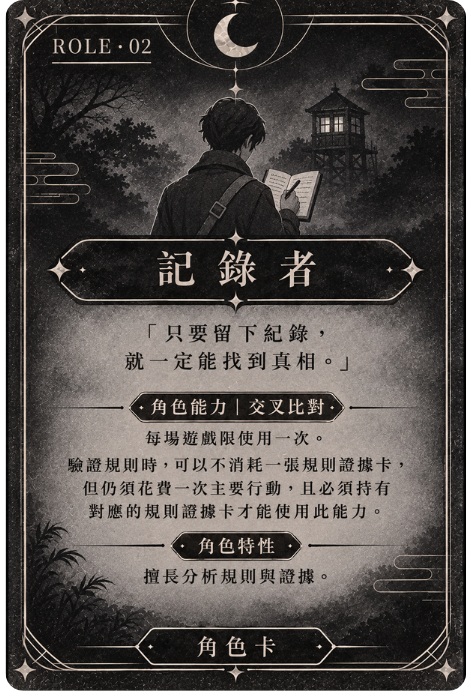 ROLE·02
記錄者
「只要留下紀錄，
就一定能找到真相。」
角色能力｜交叉比對
每場遊戲限使用一次。
驗證規則時，可以不消耗一張規則證據卡，
但仍須花費一次主要行動，且必須持有
對應的規則證據卡才能使用此能力。
角色特性
擅長分析規則與證據。
角色卡